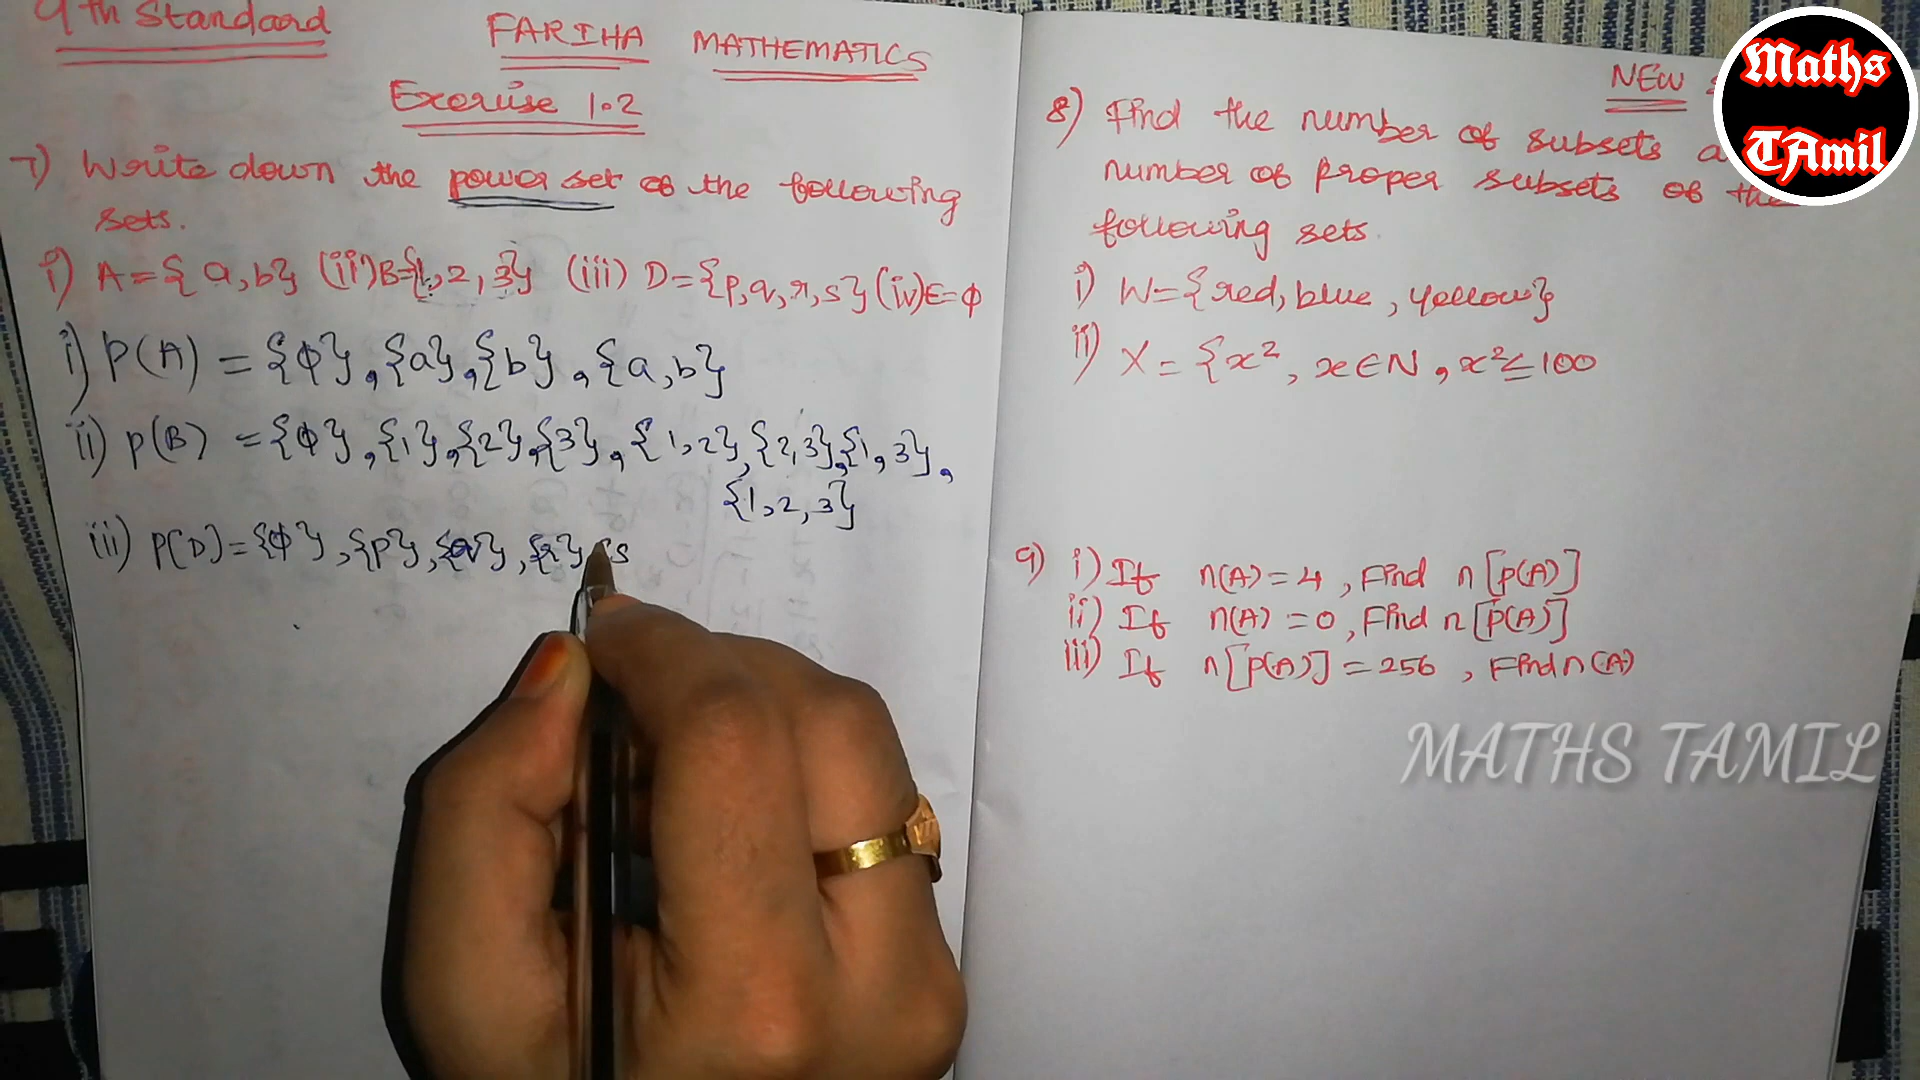 9th Standard
FARIHA MATHEMATICS
Exercise 1.2
7) Write down the power set of the following
sets.
i) A={a,b} (ii)B={1,2,3} (iii) D={p,q,r,s}(iv)E=ϕ
i) P(A) = {ϕ},{a},{b},{a,b}
ii) P(B) ={ϕ},{1},{2},{3},{1,2},{2,3},{1,3},
{1,2,3}
iii) P(D)={ϕ},{p},{q},{r},{s
NEW
8) Find the number of subsets
number of proper subsets of the
following sets
i) W={red,blue,yellow}
ii) X={x²,x∈N,x²≤100
9) i)If n(A)=4,Find n[P(A)]
ii) If n(A)=0,Find n[P(A)]
iii) If n[P(A)]=256, Find n(A)
Maths
TAmil
MATHS TAMIL